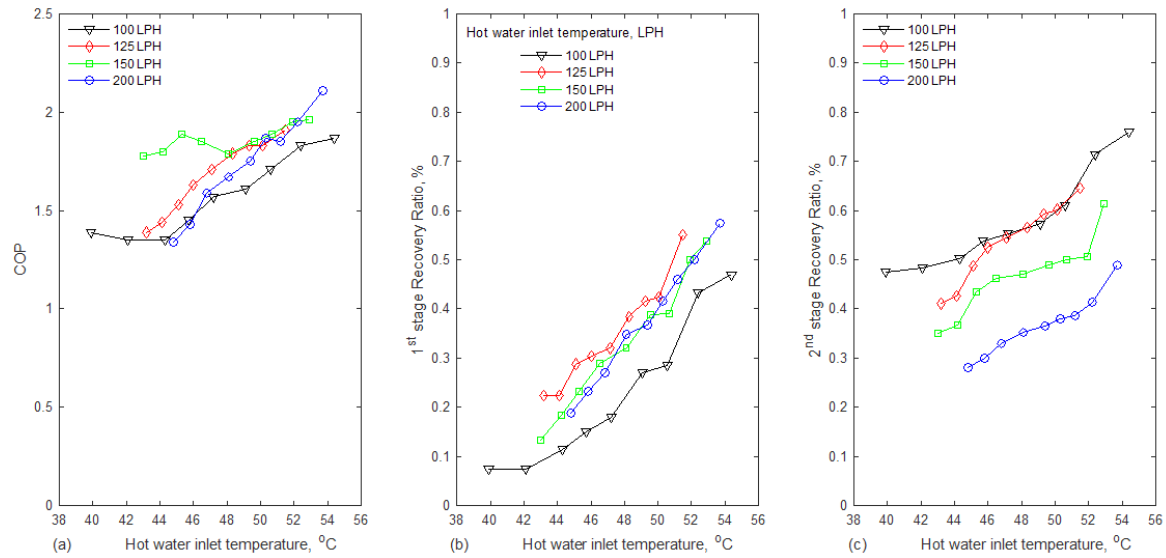 2.5
2
1.5
1
0.5
0
COP
100 LPH
125 LPH
150 LPH
200 LPH
38 40 42 44 46 48 50 52 54 56
(a) Hot water inlet temperature, °C
1
0.9
0.8
0.7
0.6
0.5
0.4
0.3
0.2
0.1
0
1st stage Recovery Ratio, %
Hot water inlet temperature, LPH
100 LPH
125 LPH
150 LPH
200 LPH
38 40 42 44 46 48 50 52 54 56
(b) Hot water inlet temperature, °C
1
0.9
0.8
0.7
0.6
0.5
0.4
0.3
0.2
0.1
0
2nd stage Recovery Ratio, %
100 LPH
125 LPH
150 LPH
200 LPH
38 40 42 44 46 48 50 52 54 56
(c) Hot water inlet temperature, °C